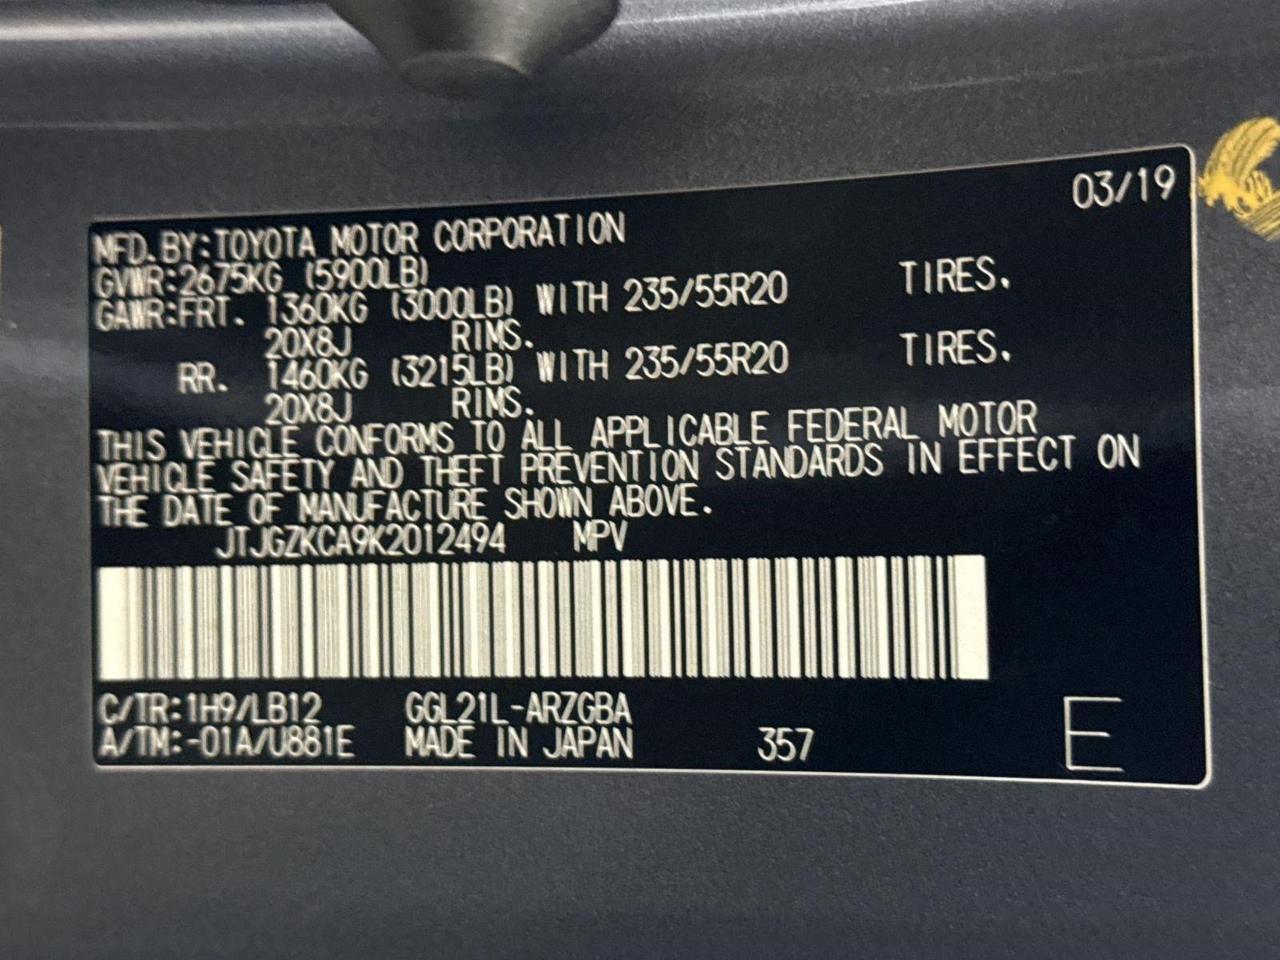 03/19
MFD.BY:TOYOTA MOTOR CORPORATION
GVWR:2675KG (5900LB)
GAWR:FRT. 1360KG (3000LB) WITH 235/55R20 TIRES.
20X8J RIMS.
RR. 1460KG (3215LB) WITH 235/55R20 TIRES.
20X8J RIMS.
THIS VEHICLE CONFORMS TO ALL APPLICABLE FEDERAL MOTOR
VEHICLE SAFETY AND THEFT PREVENTION STANDARDS IN EFFECT ON
THE DATE OF MANUFACTURE SHOWN ABOVE.
JTJGZKCA9K2012494 MPV
C/TR:1H9/LB12 GGL21L-ARZGBA
A/TM:-01A/U881E MADE IN JAPAN 357 E